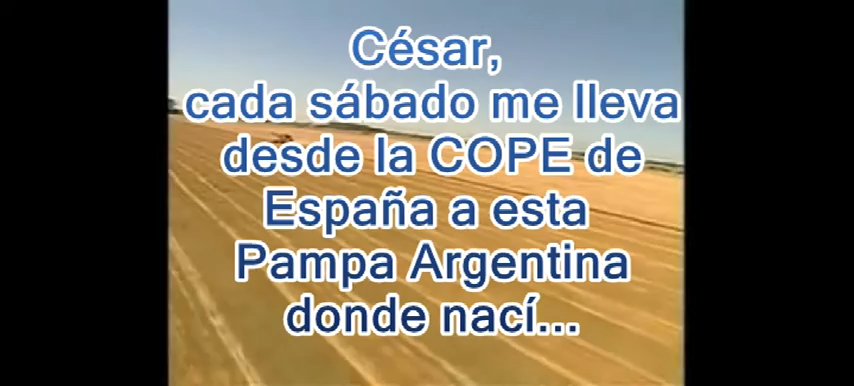 César,
cada sábado me lleva
desde la COPE de
España a esta
Pampa Argentina
donde nací...